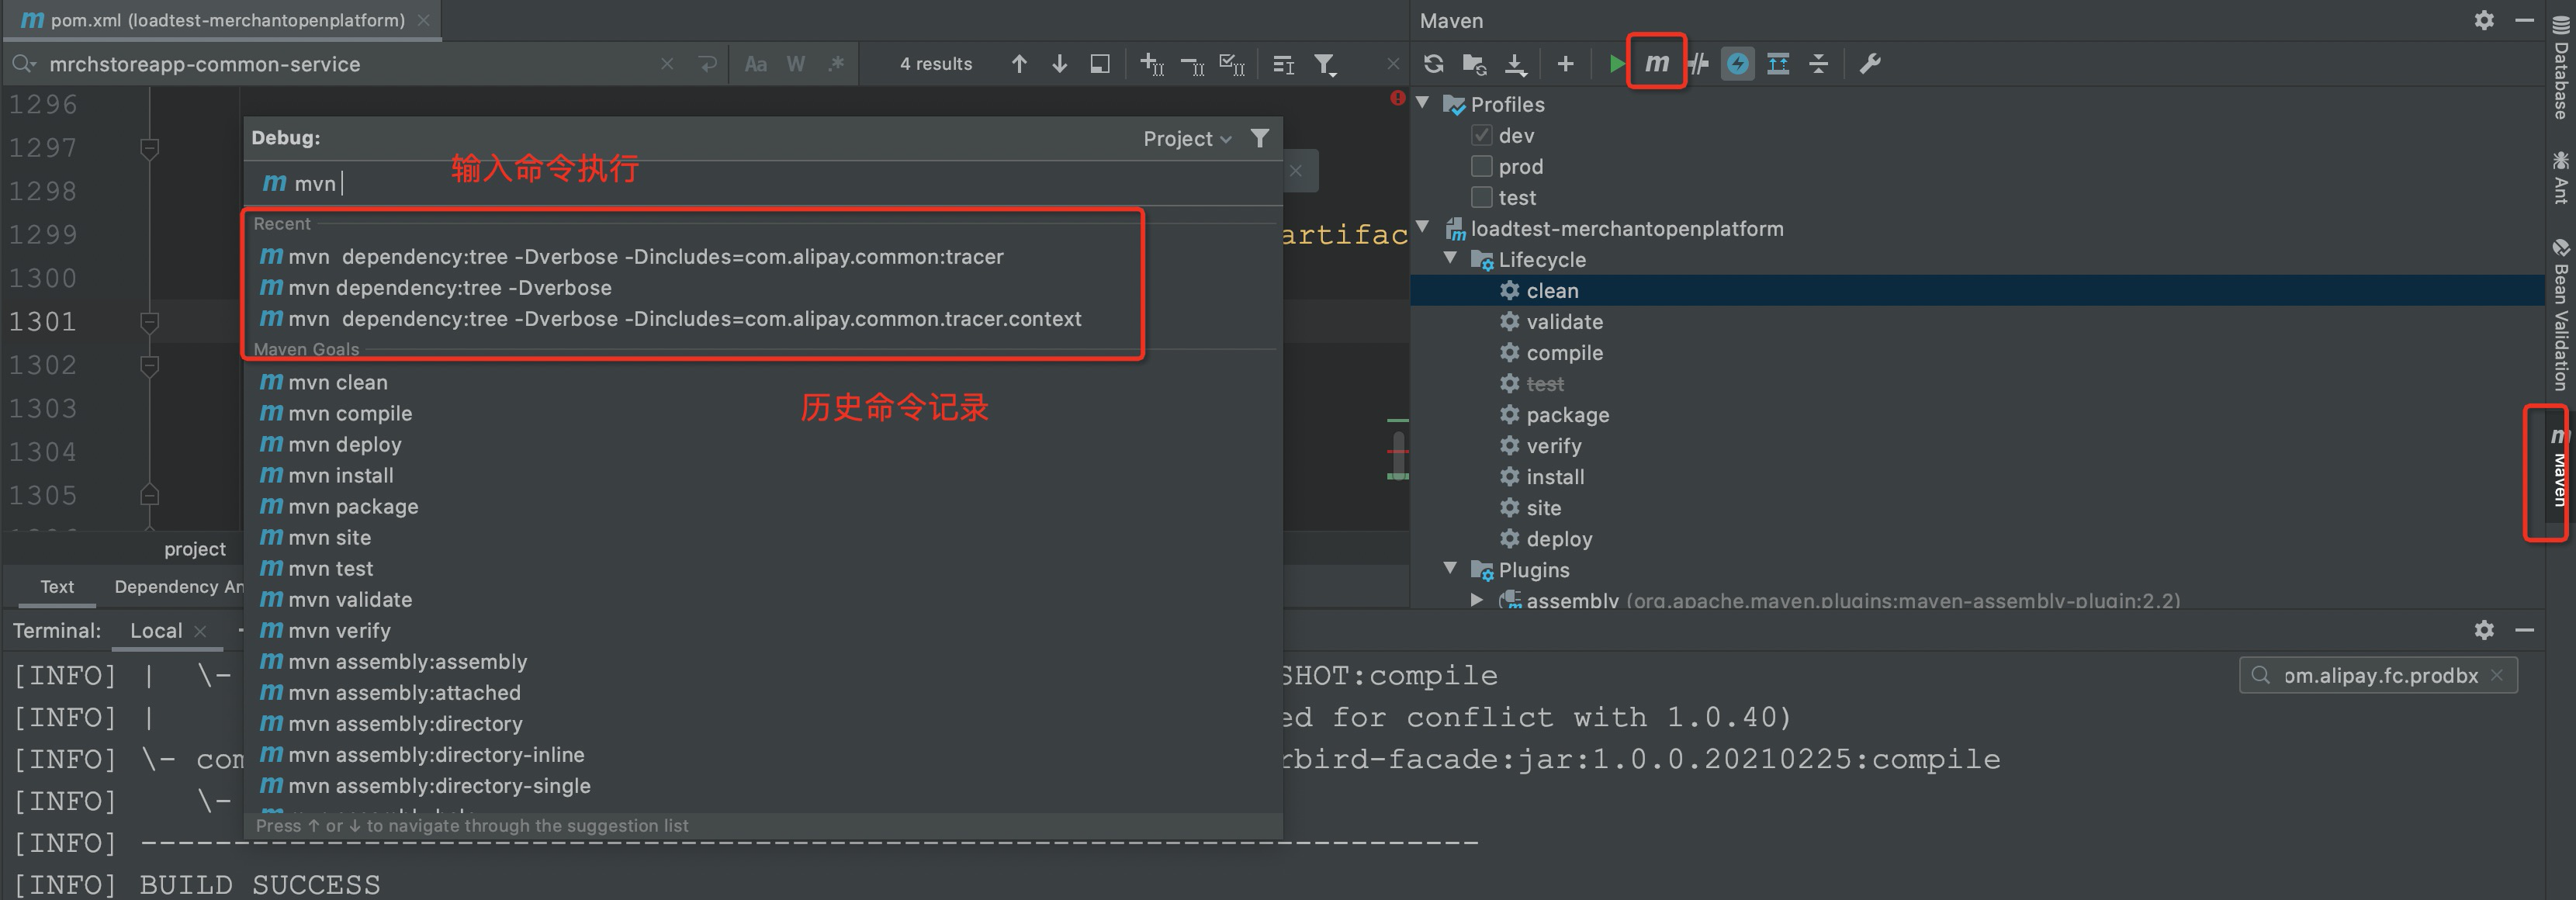 pom.xml (loadtest-merchantopenplatform)
mrchstoreapp-common-service
Aa W .*
4 results
1296
1297
1298
1299
1300
1301
1302
1303
1304
1305
artifac
project
Text
Dependency An
Debug:
Project
输入命令执行
m mvn
Recent
m mvn dependency:tree -Dverbose -Dincludes=com.alipay.common:tracer
m mvn dependency:tree -Dverbose
m mvn dependency:tree -Dverbose -Dincludes=com.alipay.common.tracer.context
Maven Goals
m mvn clean
m mvn compile
历史命令记录
m mvn deploy
m mvn install
m mvn package
m mvn site
m mvn test
m mvn validate
m mvn verify
m mvn assembly:assembly
m mvn assembly:attached
m mvn assembly:directory
m mvn assembly:directory-inline
m mvn assembly:directory-single
Press ↑ or ↓ to navigate through the suggestion list
Maven
m
Profiles
dev
prod
test
loadtest-merchantopenplatform
Lifecycle
clean
validate
compile
test
package
verify
install
site
deploy
Plugins
assembly (org.apache.maven.plugins:maven-assembly-plugin:2.2)
Database
Ant
Bean Validation
m Maven
Terminal:
Local
om.alipay.fc.prodbx
[INFO] | \- SHOT:compile
[INFO] | ed for conflict with 1.0.40)
[INFO] \- com rbird-facade:jar:1.0.0.20210225:compile
[INFO] \-
[INFO] ------------------------------------------------------------------------
[INFO] BUILD SUCCESS